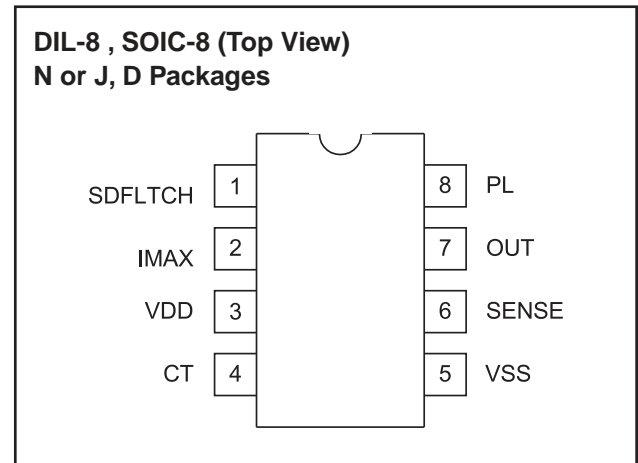 DIL-8 , SOIC-8 (Top View)
N or J, D Packages
SDFLTCH 1 8 PL
IMAX 2 7 OUT
VDD 3 6 SENSE
CT 4 5 VSS